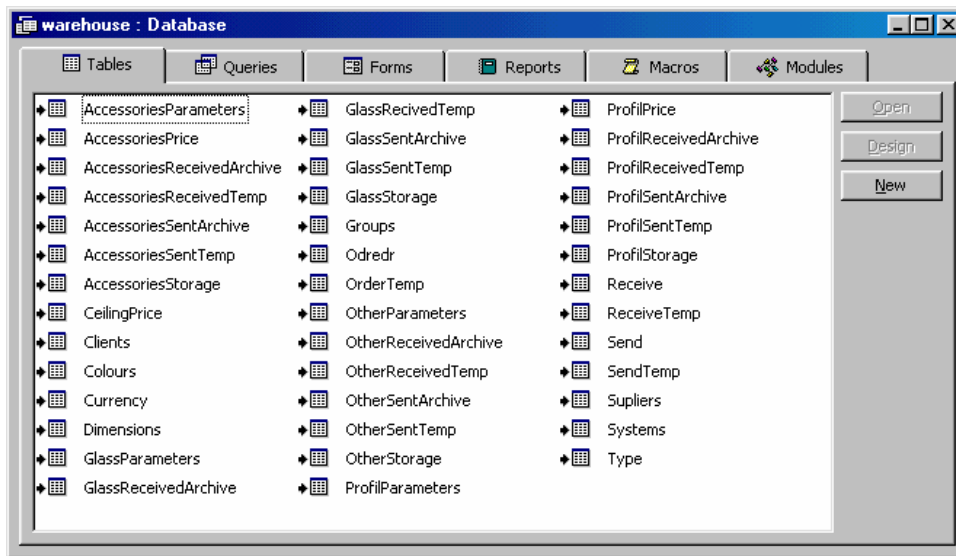 warehouse : Database
Tables Queries Forms Reports Macros Modules
AccessoriesParameters
AccessoriesPrice
AccessoriesReceivedArchive
AccessoriesReceivedTemp
AccessoriesSentArchive
AccessoriesSentTemp
AccessoriesStorage
CeilingPrice
Clients
Colours
Currency
Dimensions
GlassParameters
GlassReceivedArchive
GlassRecivedTemp
GlassSentArchive
GlassSentTemp
GlassStorage
Groups
Odredr
OrderTemp
OtherParameters
OtherReceivedArchive
OtherReceivedTemp
OtherSentArchive
OtherSentTemp
OtherStorage
ProfilParameters
ProfilPrice
ProfilReceivedArchive
ProfilReceivedTemp
ProfilSentArchive
ProfilSentTemp
ProfilStorage
Receive
ReceiveTemp
Send
SendTemp
Supliers
Systems
Type
Open
Design
New